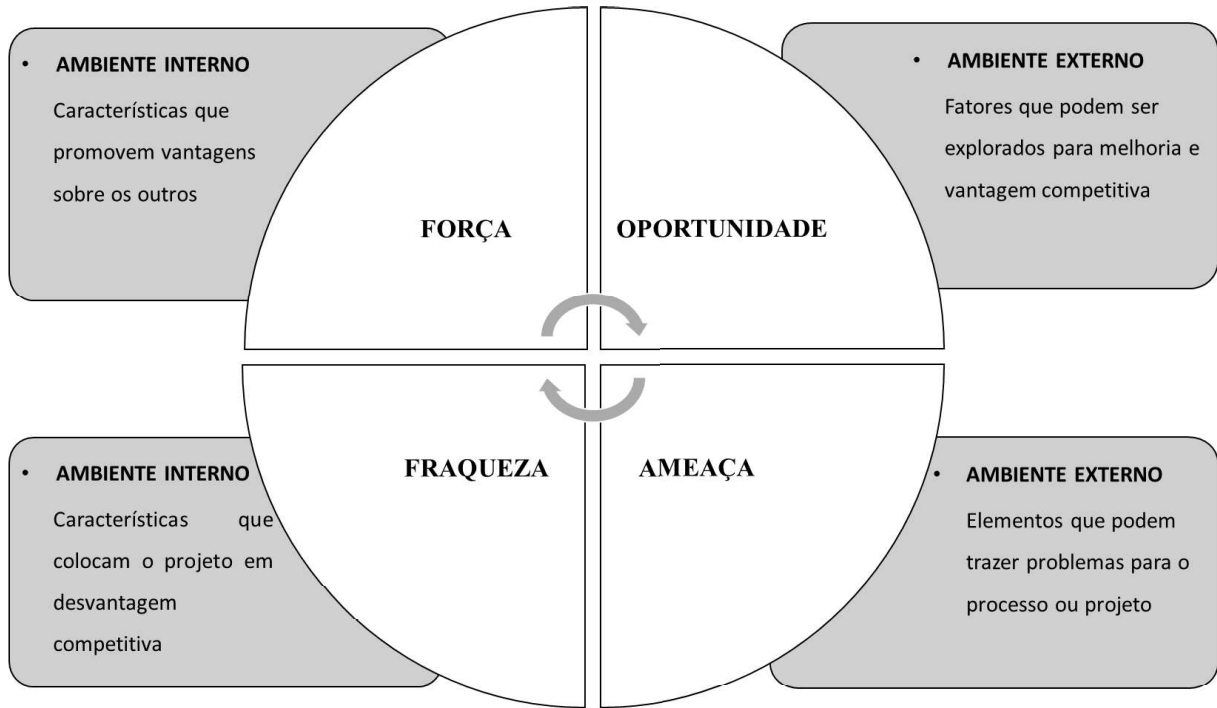 • AMBIENTE INTERNO
Características que
promovem vantagens
sobre os outros
• AMBIENTE EXTERNO
Fatores que podem ser
explorados para melhoria e
vantagem competitiva
FORÇA
OPORTUNIDADE
FRAQUEZA
AMEAÇA
• AMBIENTE INTERNO
Características que
colocam o projeto em
desvantagem
competitiva
• AMBIENTE EXTERNO
Elementos que podem
trazer problemas para o
processo ou projeto